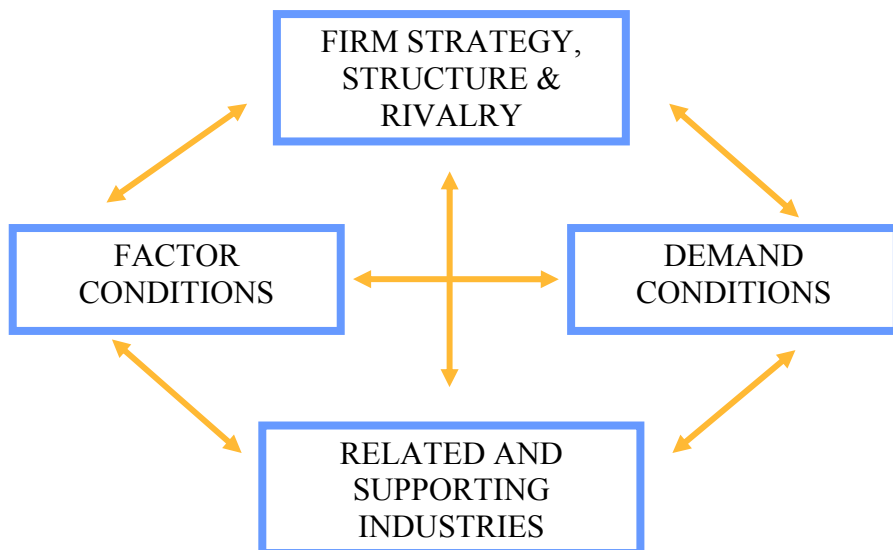 FIRM STRATEGY,
STRUCTURE &
RIVALRY
FACTOR
CONDITIONS
DEMAND
CONDITIONS
RELATED AND
SUPPORTING
INDUSTRIES